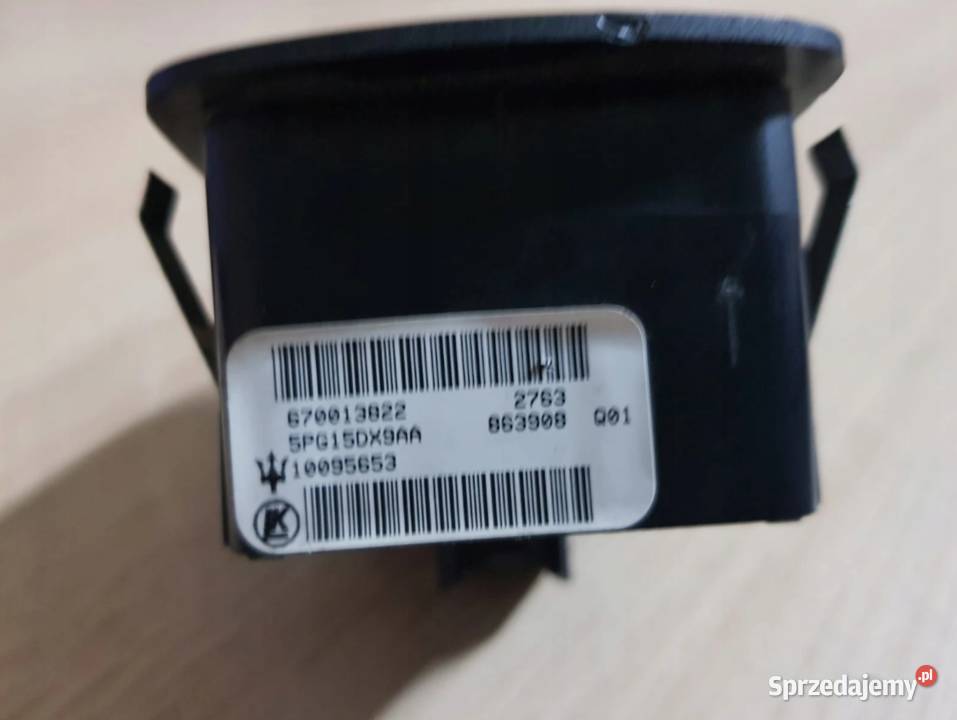 670013822 2763
5PG15DX9AA 863908 Q01
10095653
K
Sprzedajemy.pl